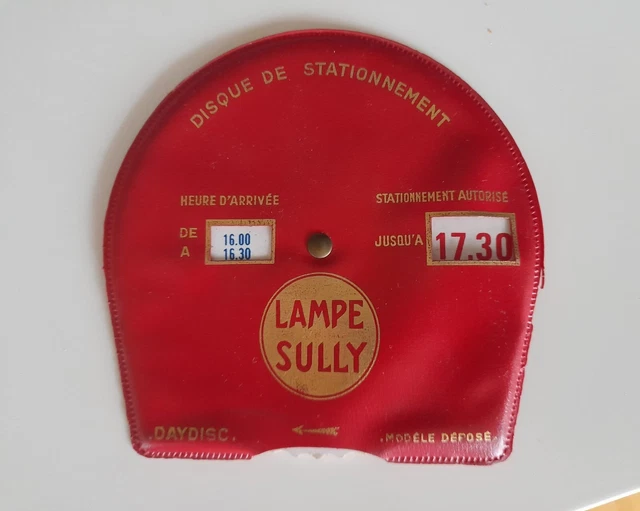 DISQUE DE STATIONNEMENT
HEURE D'ARRIVÉE
STATIONNEMENT AUTORISÉ
DE 16.00
A 16.30
JUSQU'A 17.30
LAMPE
SULLY
.DAYDISC.
.MODÈLE DÉPOSÉ.